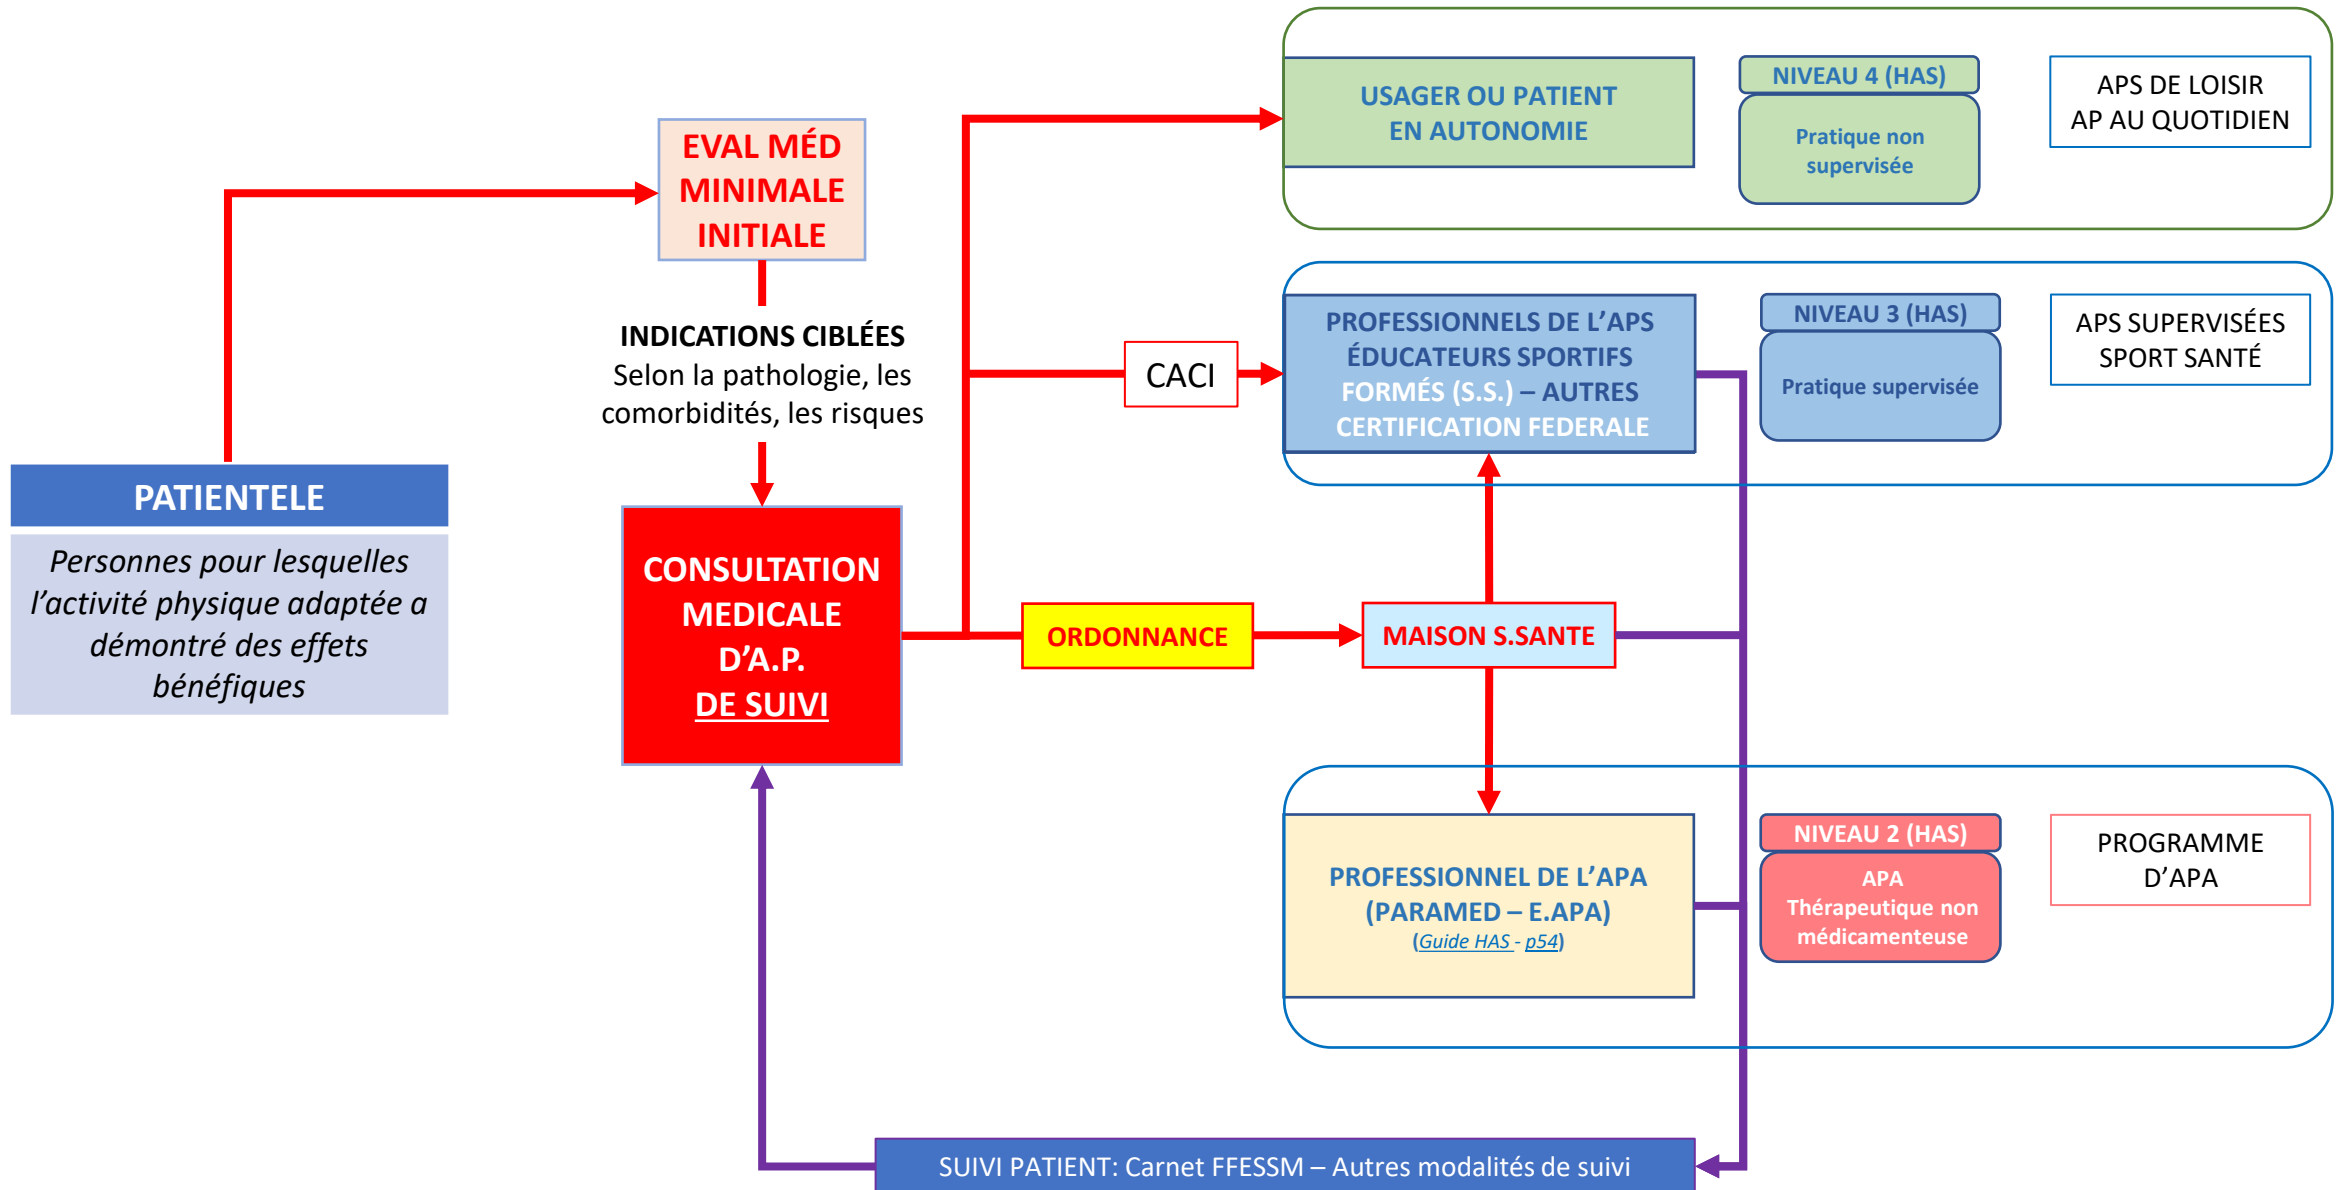 PATIENTELE
Personnes pour lesquelles
l’activité physique adaptée a
démontré des effets
bénéfiques
EVAL MÉD
MINIMALE
INITIALE
INDICATIONS CIBLÉES
Selon la pathologie, les
comorbidités, les risques
CONSULTATION
MEDICALE
D’A.P.
DE SUIVI
CACI
ORDONNANCE
MAISON S.SANTE
USAGER OU PATIENT
EN AUTONOMIE
NIVEAU 4 (HAS)
Pratique non
supervisée
APS DE LOISIR
AP AU QUOTIDIEN
PROFESSIONNELS DE L’APS
ÉDUCATEURS SPORTIFS
FORMÉS (S.S.) – AUTRES
CERTIFICATION FEDERALE
NIVEAU 3 (HAS)
Pratique supervisée
APS SUPERVISÉES
SPORT SANTÉ
PROFESSIONNEL DE L’APA
(PARAMED – E.APA)
(Guide HAS - p54)
NIVEAU 2 (HAS)
APA
Thérapeutique non
médicamenteuse
PROGRAMME
D’APA
SUIVI PATIENT: Carnet FFESSM – Autres modalités de suivi